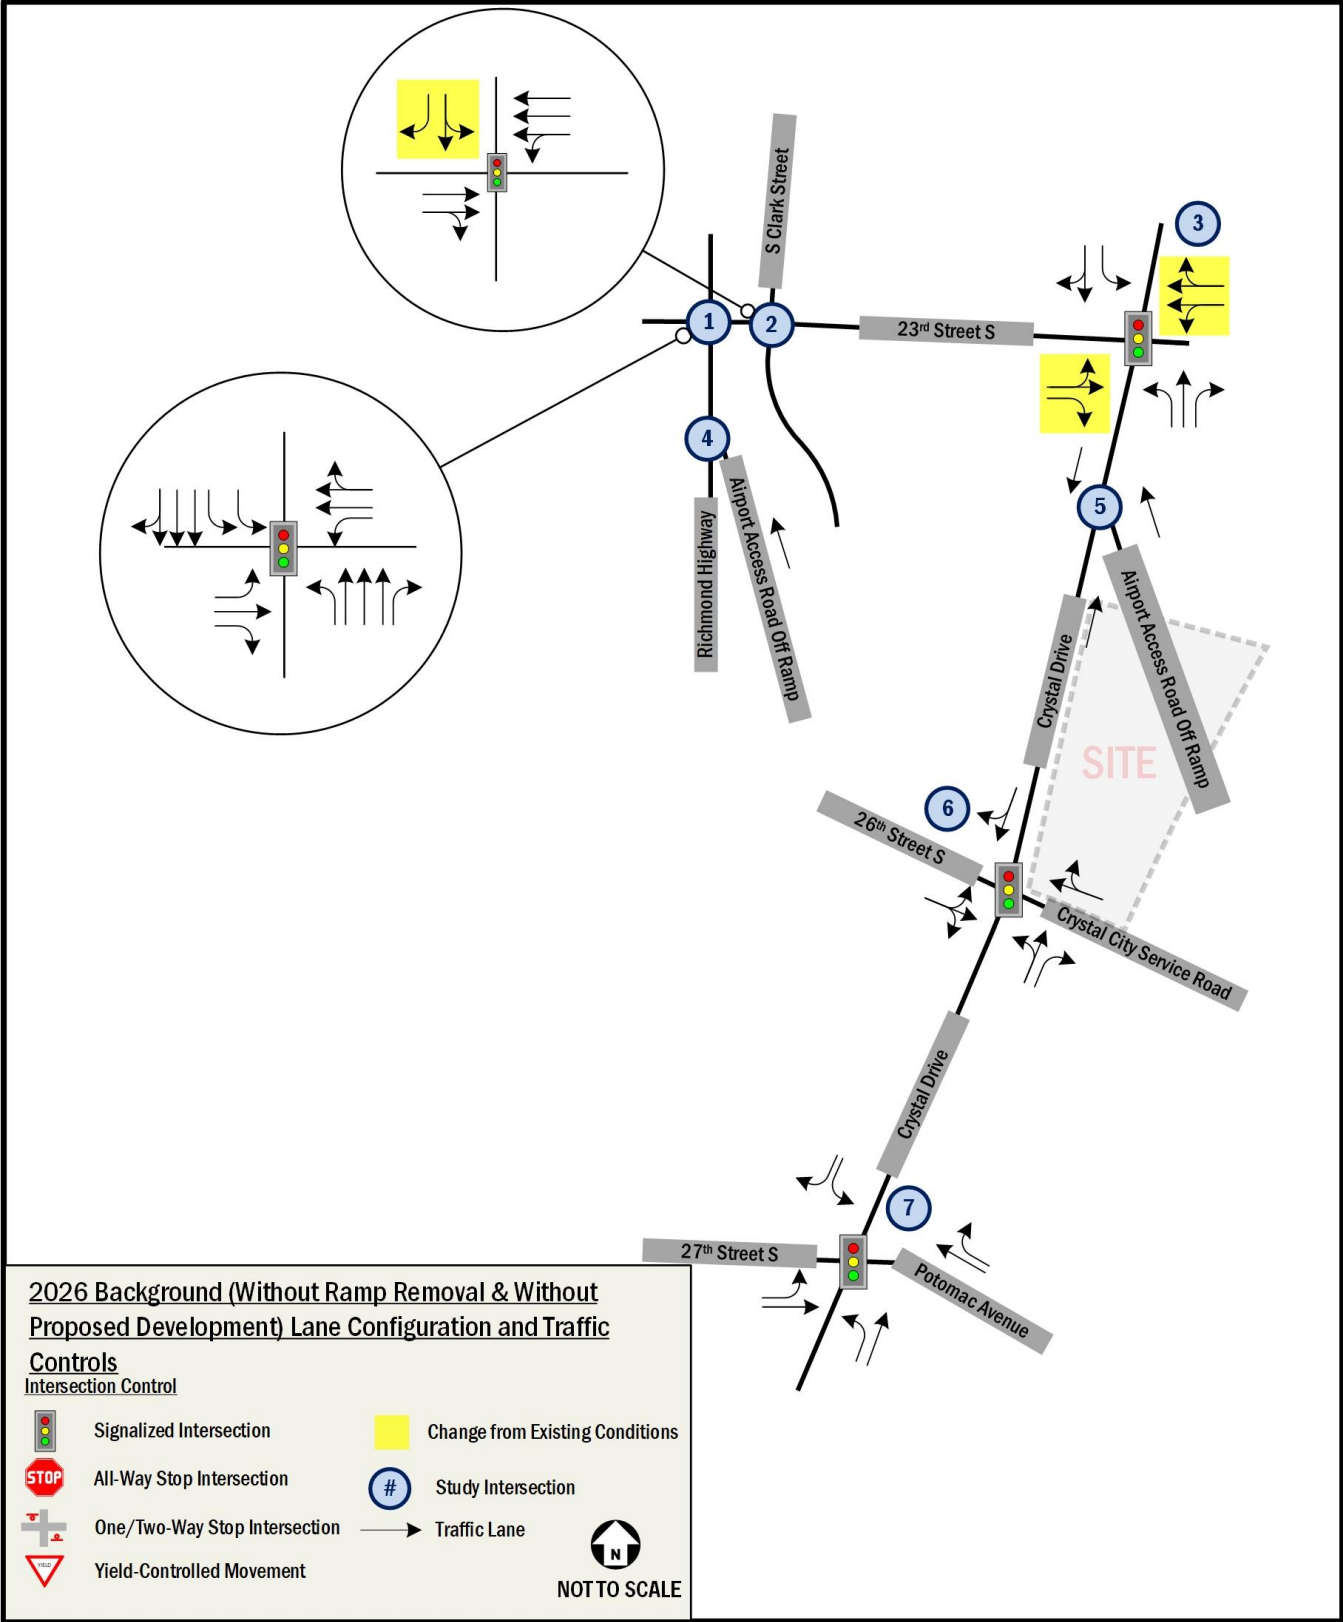 S Clark Street
3
1
2
23rd Street S
4
5
Richmond Highway
Airport Access Road Off Ramp
Airport Access Road Off Ramp
Crystal Drive
SITE
6
26th Street S
Crystal City Service Road
Crystal Drive
7
27th Street S
Potomac Avenue
2026 Background (Without Ramp Removal & Without
Proposed Development) Lane Configuration and Traffic
Controls
Intersection Control
Signalized Intersection
Change from Existing Conditions
STOP
All-Way Stop Intersection
#
Study Intersection
One/Two-Way Stop Intersection
Traffic Lane
YIELD
Yield-Controlled Movement
N
NOT TO SCALE